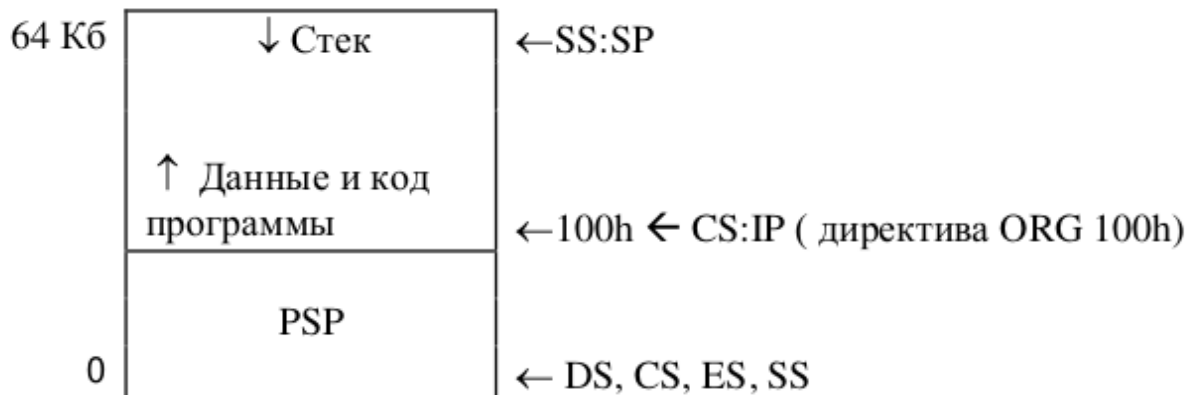 64 Кб ↓ Стек ←SS:SP
↑ Данные и код
программы ←100h ← CS:IP ( директива ORG 100h)
PSP
0 ← DS, CS, ES, SS